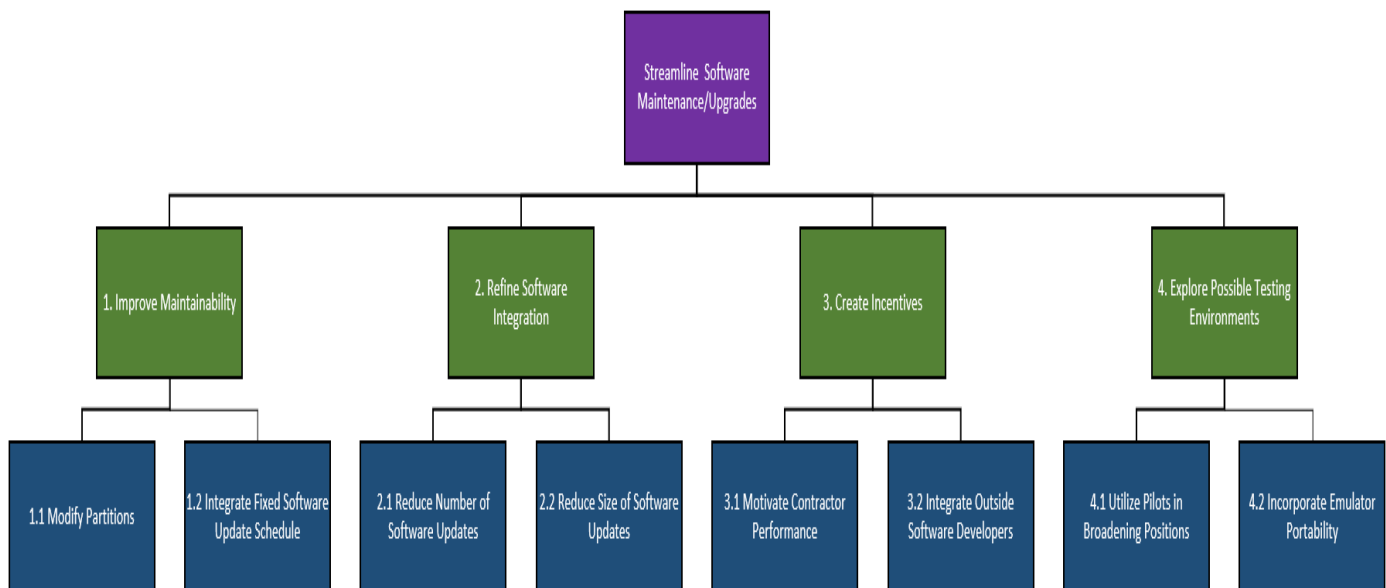 Streamline Software
Maintenance/Upgrades
1. Improve Maintainability
2. Refine Software
Integration
3. Create Incentives
4. Explore Possible Testing
Environments
1.1 Modify Partitions
1.2 Integrate Fixed Software
Update Schedule
2.1 Reduce Number of
Software Updates
2.2 Reduce Size of Software
Updates
3.1 Motivate Contractor
Performance
3.2 Integrate Outside
Software Developers
4.1 Utilize Pilots in
Broadening Positions
4.2 Incorporate Emulator
Portability